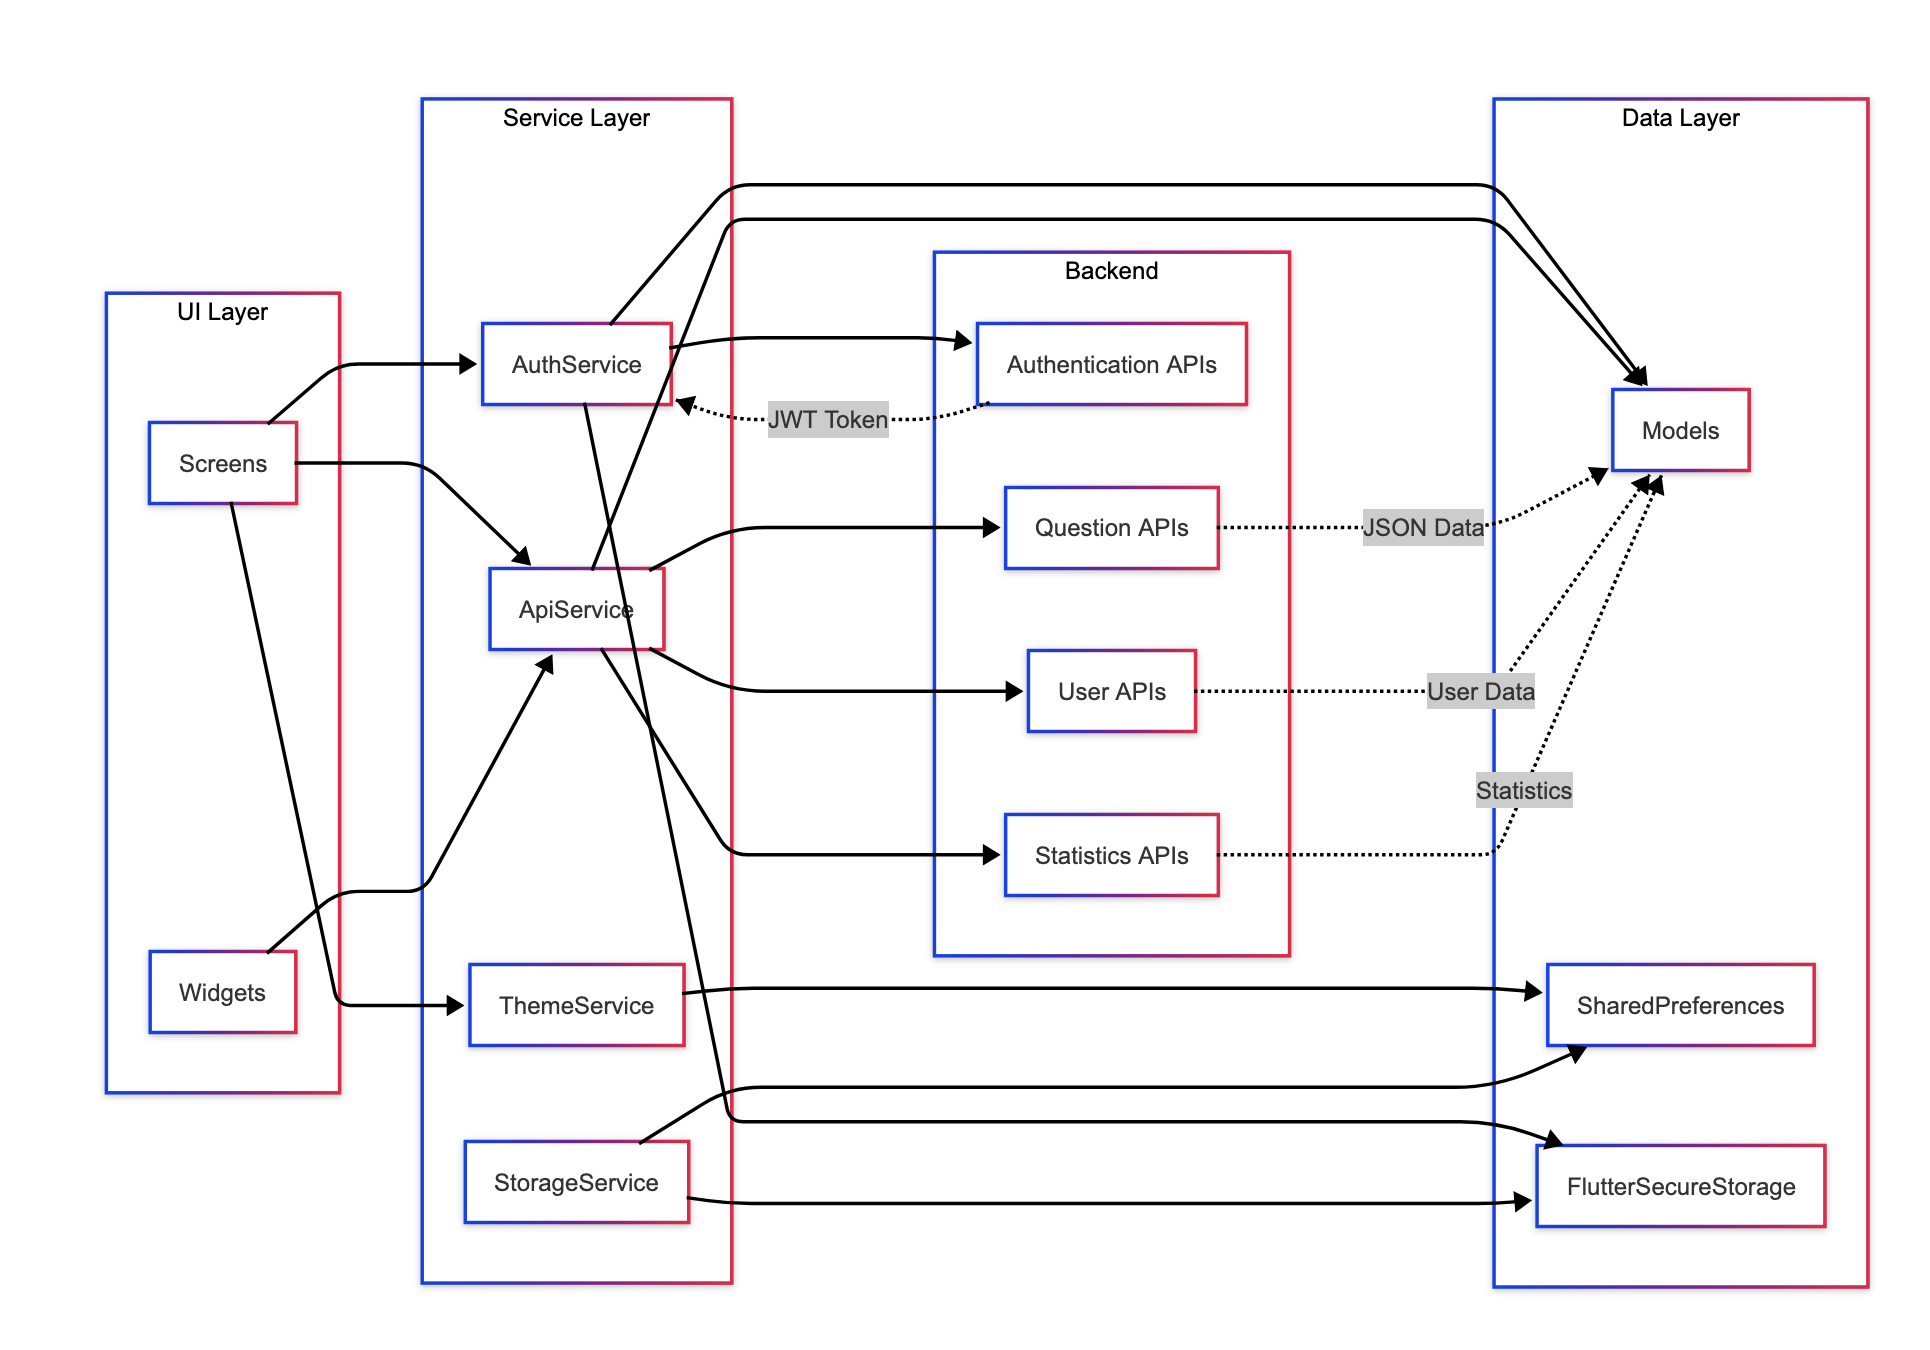 UI Layer
Screens
Widgets
Service Layer
AuthService
ApiService
ThemeService
StorageService
JWT Token
Backend
Authentication APIs
Question APIs
User APIs
Statistics APIs
JSON Data
User Data
Statistics
Data Layer
Models
SharedPreferences
FlutterSecureStorage